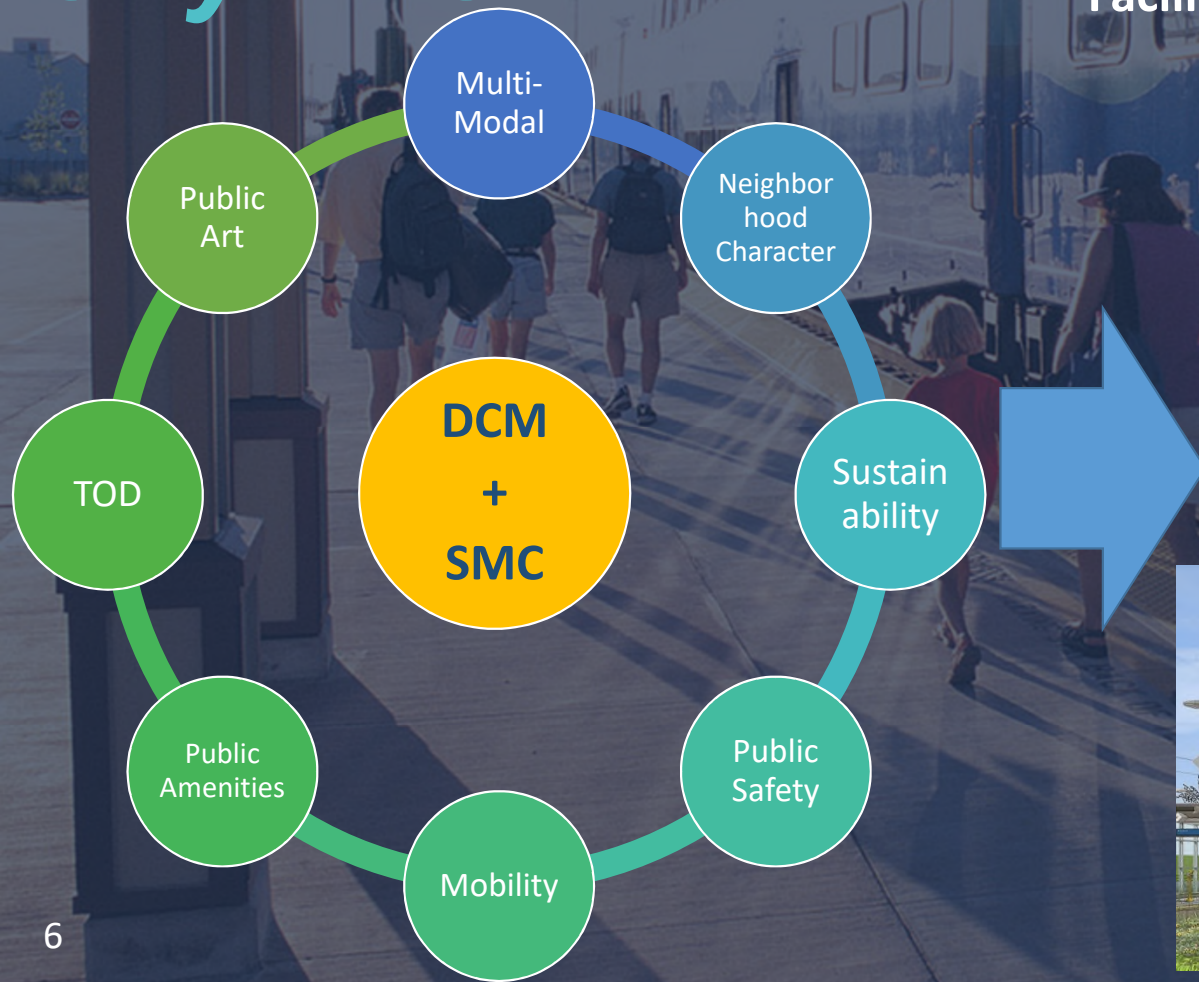 Multi-
Modal
Neighbor
hood
Character
Sustain
ability
Public
Safety
Mobility
Public
Amenities
TOD
Public
Art
DCM
+
SMC
6